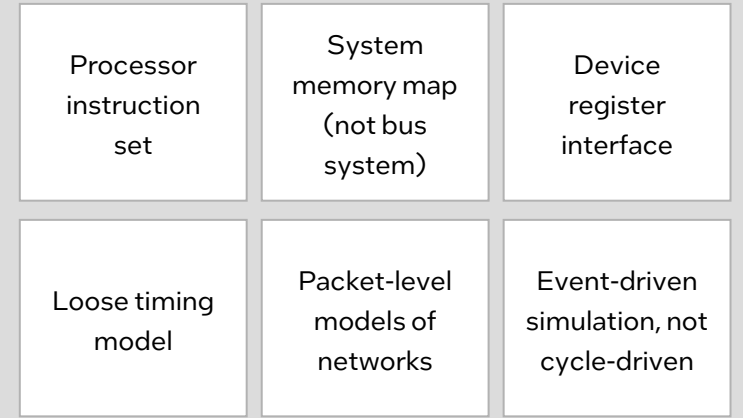 Processor
instruction
set
System
memory map
(not bus
system)
Device
register
interface
Loose timing
model
Packet-level
models of
networks
Event-driven
simulation, not
cycle-driven